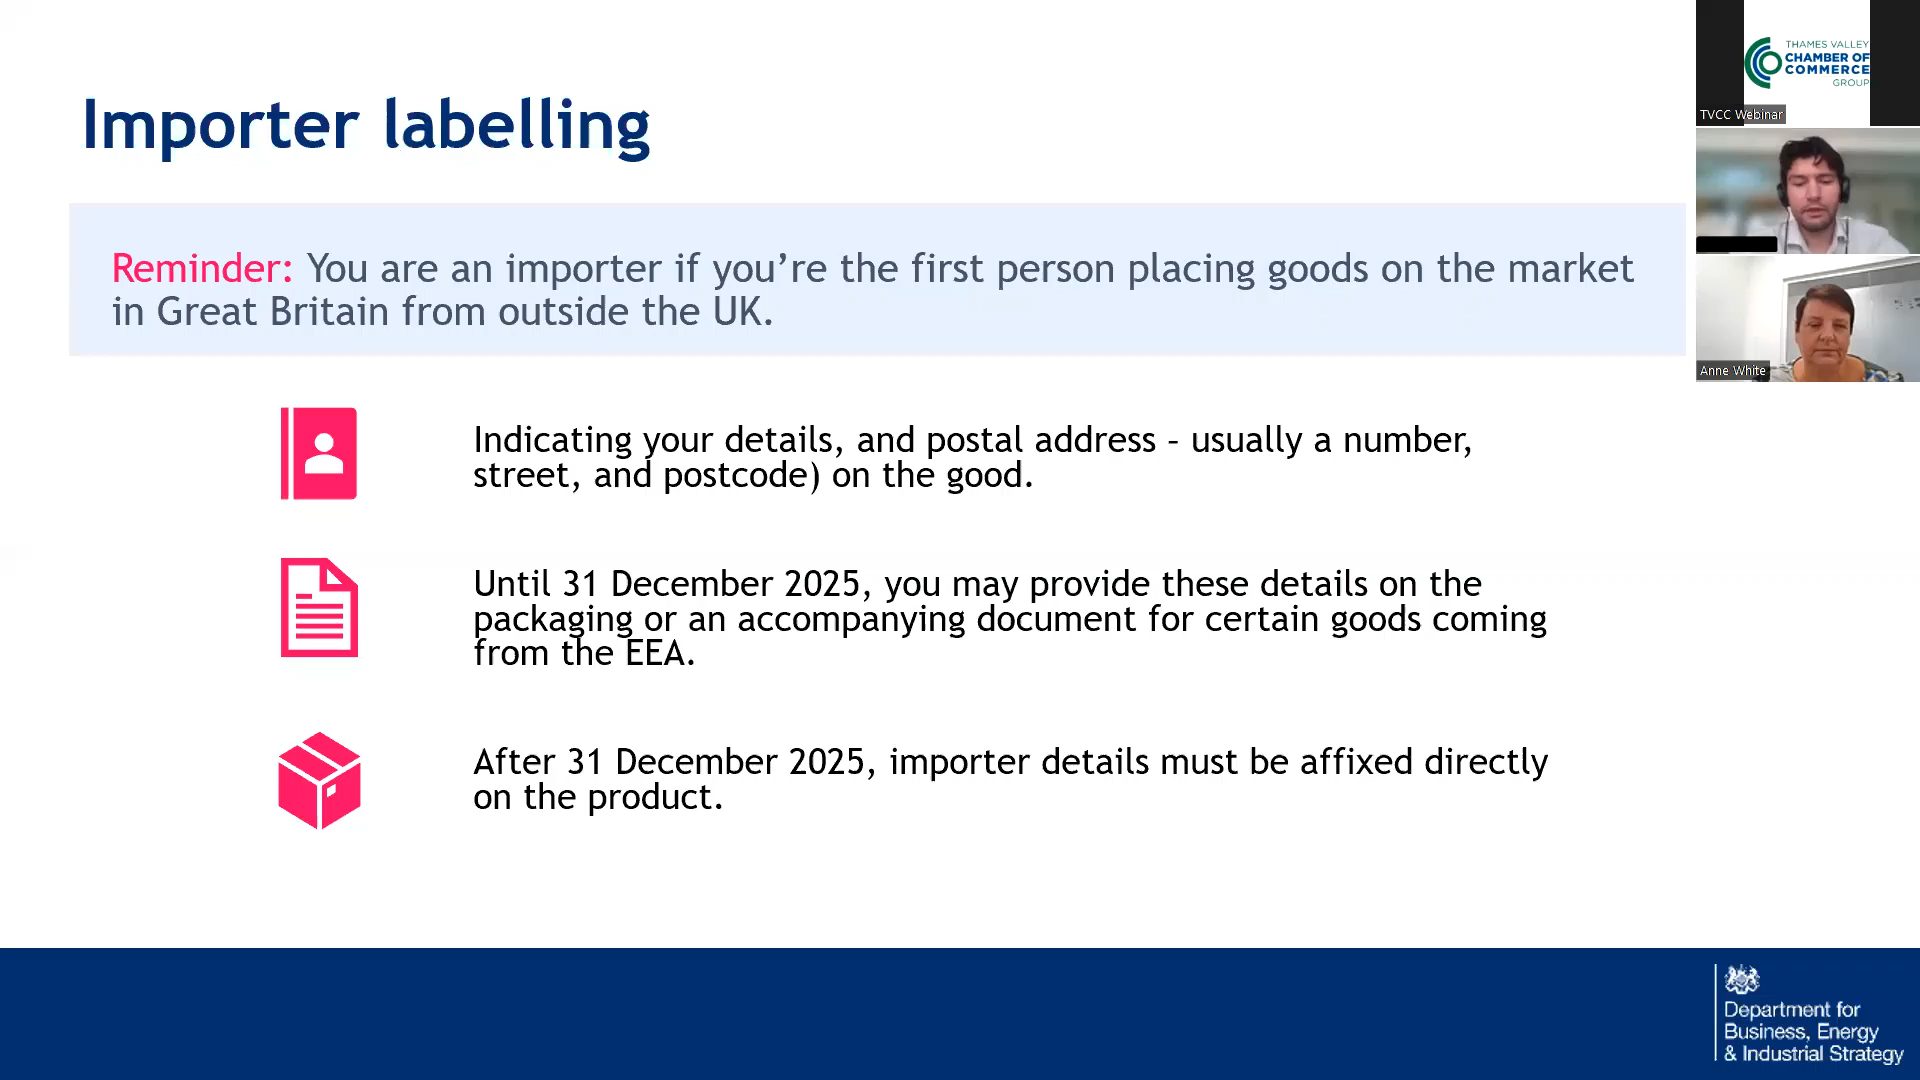 Importer labelling
Reminder: You are an importer if you’re the first person placing goods on the market
in Great Britain from outside the UK.
Indicating your details, and postal address – usually a number,
street, and postcode) on the good.
Until 31 December 2025, you may provide these details on the
packaging or an accompanying document for certain goods coming
from the EEA.
After 31 December 2025, importer details must be affixed directly
on the product.
THAMES VALLEY
CHAMBER OF
COMMERCE
GROUP
TVCC Webinar
Anne White
Department for
Business, Energy
& Industrial Strategy